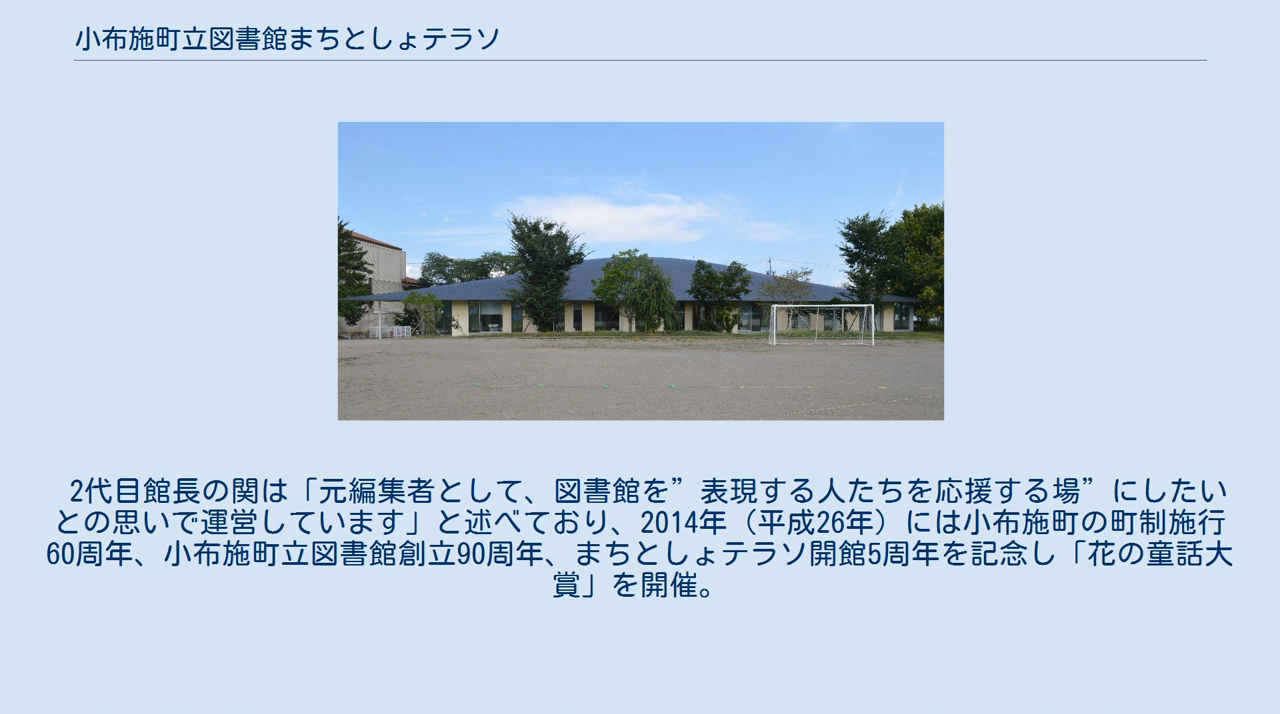 小布施町立図書館まちとしょテラソ
2代目館長の関は「元編集者として、図書館を”表現する人たちを応援する場”にしたい
との思いで運営しています」と述べており、2014年（平成26年）には小布施町の町制施行
60周年、小布施町立図書館創立90周年、まちとしょテラソ開館5周年を記念し「花の童話大
賞」を開催。